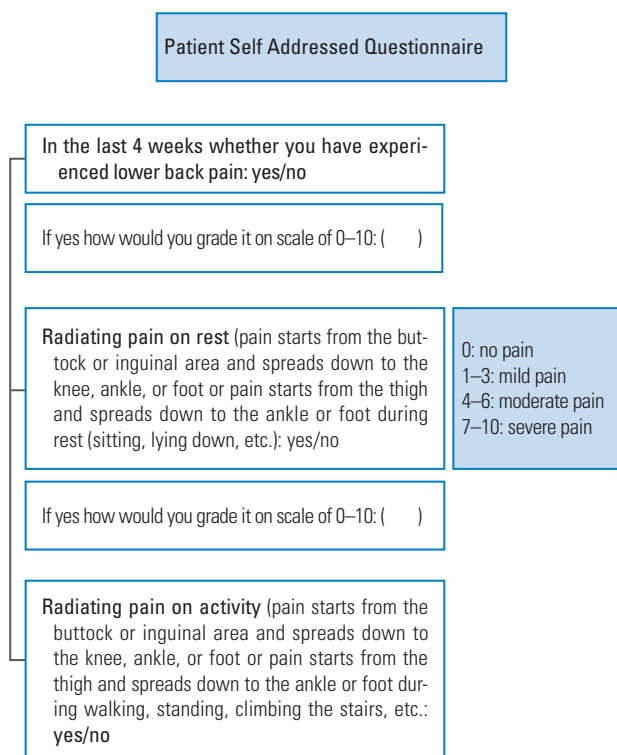 Patient Self Addressed Questionnaire
In the last 4 weeks whether you have experi-
enced lower back pain: yes/no
If yes how would you grade it on scale of 0–10: (      )
Radiating pain on rest (pain starts from the but-
tock or inguinal area and spreads down to the
knee, ankle, or foot or pain starts from the thigh
and spreads down to the ankle or foot during
rest (sitting, lying down, etc.): yes/no
0: no pain
1–3: mild pain
4–6: moderate pain
7–10: severe pain
If yes how would you grade it on scale of 0–10: (      )
Radiating pain on activity (pain starts from the
buttock or inguinal area and spreads down to
the knee, ankle, or foot or pain starts from the
thigh and spreads down to the ankle or foot dur-
ing walking, standing, climbing the stairs, etc.:
yes/no